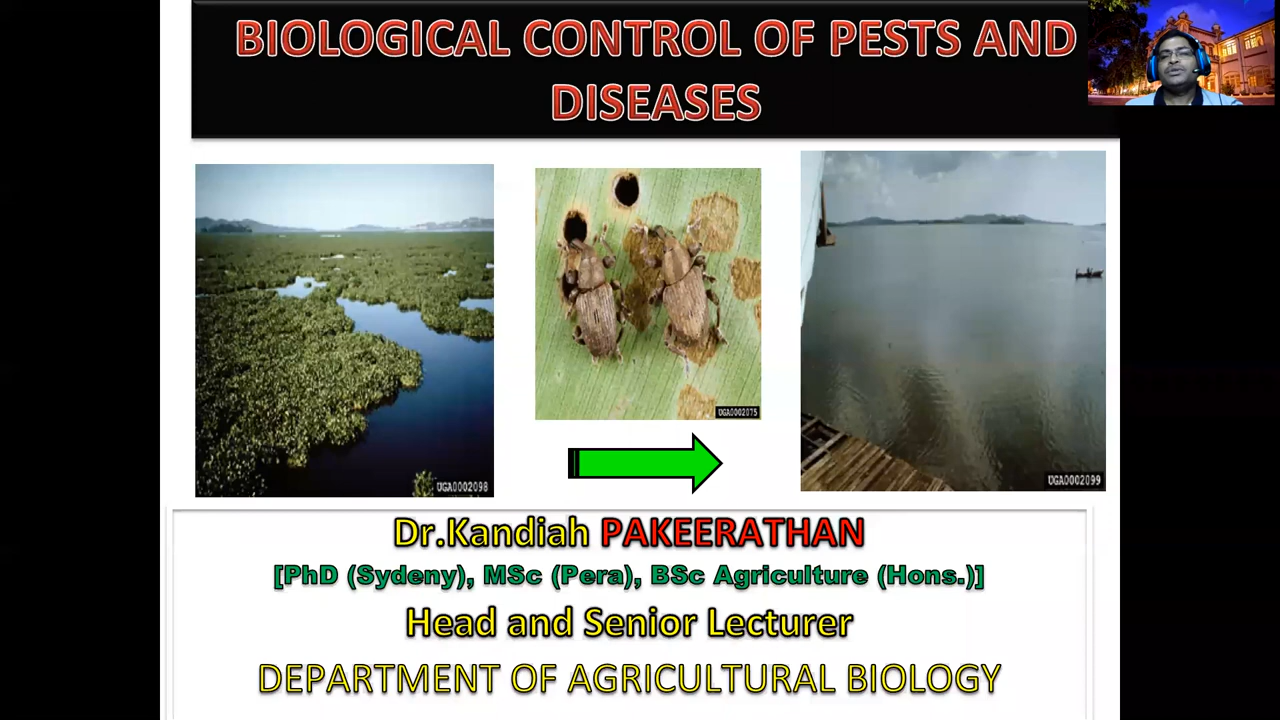 BIOLOGICAL CONTROL OF PESTS AND
DISEASES
UGA0002098
UGA0002075
UGA0002099
Dr.Kandiah PAKEERATHAN
[PhD (Sydeny), MSc (Pera), BSc Agriculture (Hons.)]
Head and Senior Lecturer
DEPARTMENT OF AGRICULTURAL BIOLOGY